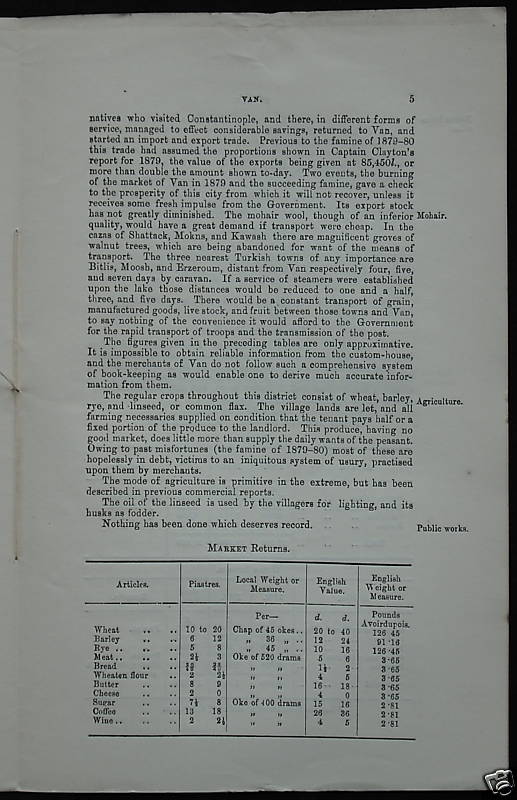 VAN. 5
natives who visited Constantinople, and there, in different forms of
service, managed to effect considerable savings, returned to Van, and
started an import and export trade. Previous to the famine of 1879-80
this trade had assumed the proportions shown in Captain Clayton's
report for 1879, the value of the exports being given at 85,450l., or
more than double the amount shown to-day. Two events, the burning
of the market of Van in 1879 and the succeeding famine, gave a check
to the prosperity of this city from which it will not recover, unless it
receives some fresh impulse from the Government. Its export stock
has not greatly diminished. The mohair wool, though of an inferior Mohair.
quality, would have a great demand if transport were cheap. In the
cazas of Shattack, Mokns, and Kawash there are magnificent groves of
walnut trees, which are being abandoned for want of the means of
transport. The three nearest Turkish towns of any importance are
Bitlis, Moosh, and Erzeroum, distant from Van respectively four, five,
and seven days by caravan. If a service of steamers were established
upon the lake those distances would be reduced to one and a half,
three, and five days. There would be a constant transport of grain,
manufactured goods, live stock, and fruit between those towns and Van,
to say nothing of the convenience it would afford to the Government
for the rapid transport of troops and the transmission of the post.
The figures given in the preceding tables are only approximative.
It is impossible to obtain reliable information from the custom-house,
and the merchants of Van do not follow such a comprehensive system
of book-keeping as would enable one to derive much accurate infor-
mation from them.
The regular crops throughout this district consist of wheat, barley, Agriculture.
rye, and linseed, or common flax. The village lands are let, and all
farming necessaries supplied on condition that the tenant pays half or a
fixed portion of the produce to the landlord. This produce, having no
good market, does little more than supply the daily wants of the peasant.
Owing to past misfortunes (the famine of 1879-80) most of these are
hopelessly in debt, victims to an iniquitous system of usury, practised
upon them by merchants.
The mode of agriculture is primitive in the extreme, but has been
described in previous commercial reports.
The oil of the linseed is used by the villagers for lighting, and its
husks as fodder.
Nothing has been done which deserves record. Public works.
MARKET Returns.
Articles. Piastres. Local Weight or Measure. English Value. English Weight or Measure.
Per— d. d. Pounds Avoirdupois.
Wheat .. .. 10 to 20 Chap of 45 okes.. 20 to 40 126 45
Barley .. .. 6 12 „ 36 „ .. 12 24 91·16
Rye .. .. .. 5 8 „ 45 „ .. 10 16 126·45
Meat.. .. .. 2½ 3 Oke of 520 drams 5 6 3·65
Bread .. .. „ „ 1½ 2 3·65
Wheaten flour .. 2 2½ „ „ 4 5 3·65
Butter .. .. 8 9 „ „ 16 18 3·65
Cheese .. .. 2 0 „ „ 4 0 3·65
Sugar .. .. 7½ 8 Oke of 400 drams 15 16 2·81
Coffee .. .. 13 18 „ „ 26 36 2·81
Wine.. .. .. 2 2½ „ „ 4 5 2·81